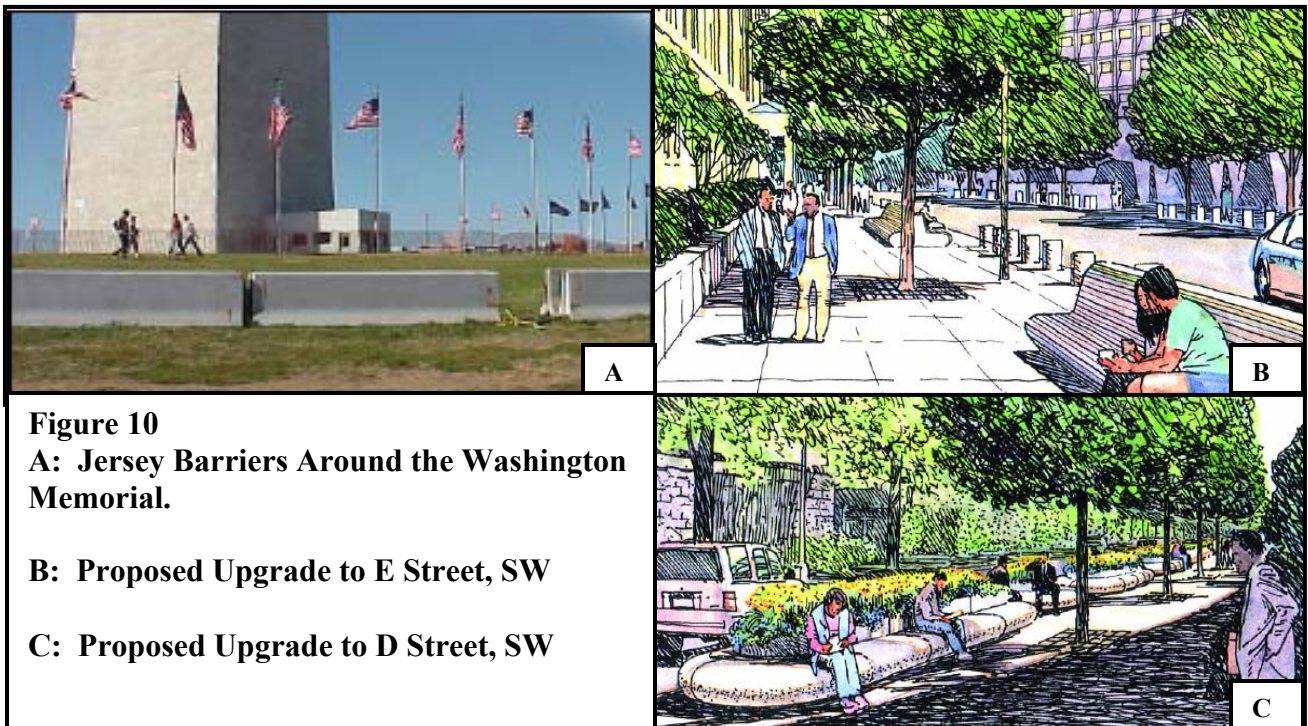 A
B
Figure 10
A: Jersey Barriers Around the Washington
Memorial.
B: Proposed Upgrade to E Street, SW
C: Proposed Upgrade to D Street, SW
C